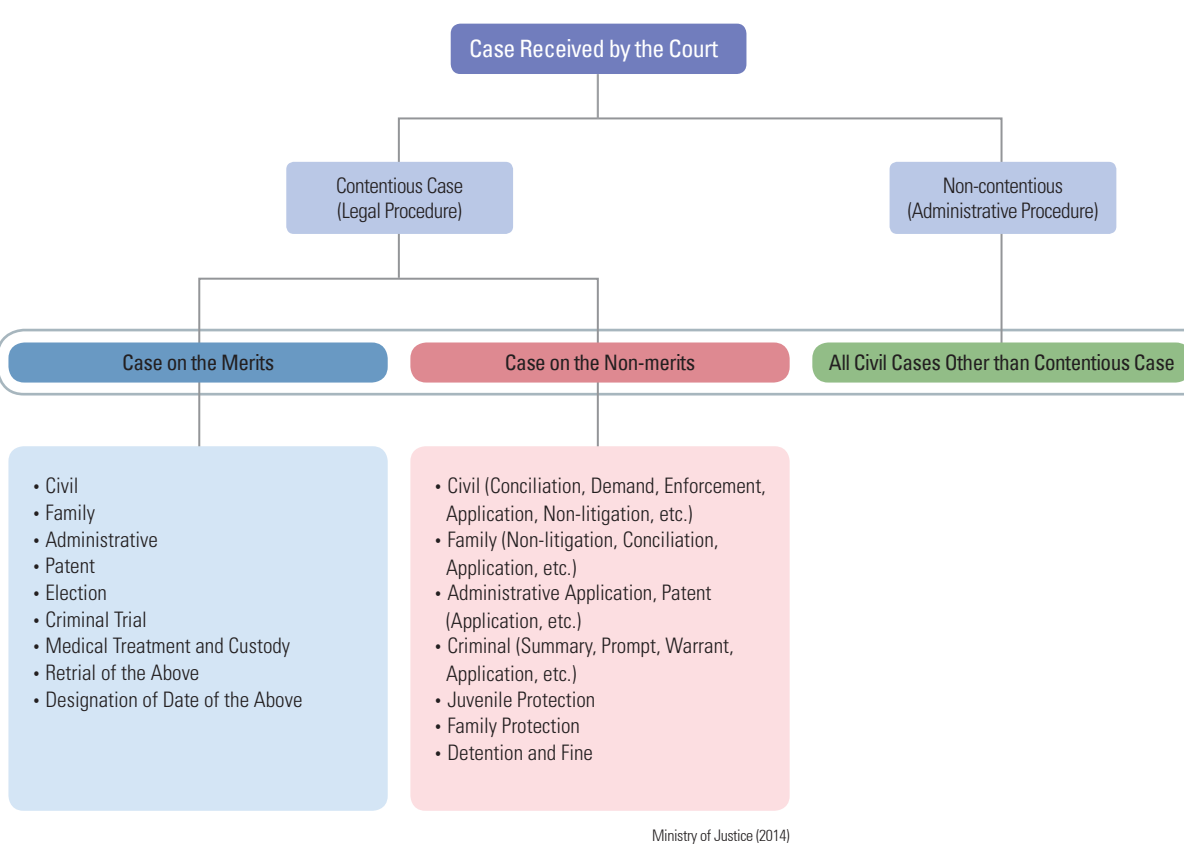 Case Received by the Court
Contentious Case
(Legal Procedure)
Non-contentious
(Administrative Procedure)
Case on the Merits
Case on the Non-merits
All Civil Cases Other than Contentious Case
• Civil
• Family
• Administrative
• Patent
• Election
• Criminal Trial
• Medical Treatment and Custody
• Retrial of the Above
• Designation of Date of the Above
• Civil (Conciliation, Demand, Enforcement,
Application, Non-litigation, etc.)
• Family (Non-litigation, Conciliation,
Application, etc.)
• Administrative Application, Patent
(Application, etc.)
• Criminal (Summary, Prompt, Warrant,
Application, etc.)
• Juvenile Protection
• Family Protection
• Detention and Fine
Ministry of Justice (2014)